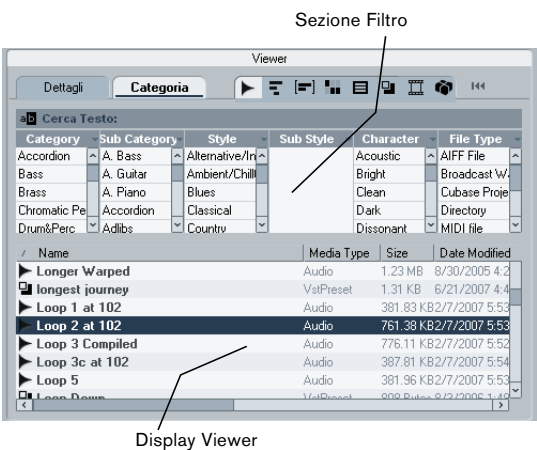 Sezione Filtro
Viewer
Dettagli Categoria
ab Cerca Testo:
Category Sub Category Style Sub Style Character File Type
Accordion A. Bass Alternative/In Acoustic AIFF File
Bass A. Guitar Ambient/Chill Bright Broadcast W
Brass A. Piano Blues Clean Cubase Proje
Chromatic Pe Accordion Classical Dark Directory
Drum&Perc Adlibs Country Dissonant MIDI file
Name Media Type Size Date Modified
Longer Warped Audio 1.23 MB 8/30/2005 4:2
longest journey VstPreset 1.31 KB 6/21/2007 4:4
Loop 1 at 102 Audio 381.83 KB 2/7/2007 5:53
Loop 2 at 102 Audio 761.38 KB 2/7/2007 5:53
Loop 3 Compiled Audio 776.11 KB 2/7/2007 5:52
Loop 3c at 102 Audio 387.81 KB 2/7/2007 5:54
Loop 5 Audio 381.96 KB 2/7/2007 5:53
Loop Down VstPreset 808 Bytes
Display Viewer